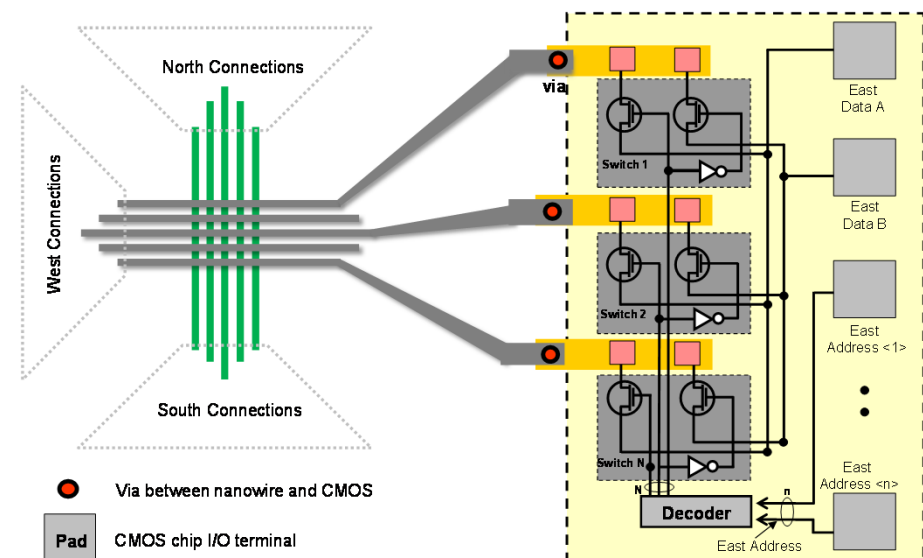 North Connections
West Connections
South Connections
via
Switch 1
Switch 2
Switch N
N
Decoder
n
East Address
East
Data A
East
Data B
East
Address <1>
East
Address <n>
Via between nanowire and CMOS
Pad
CMOS chip I/O terminal